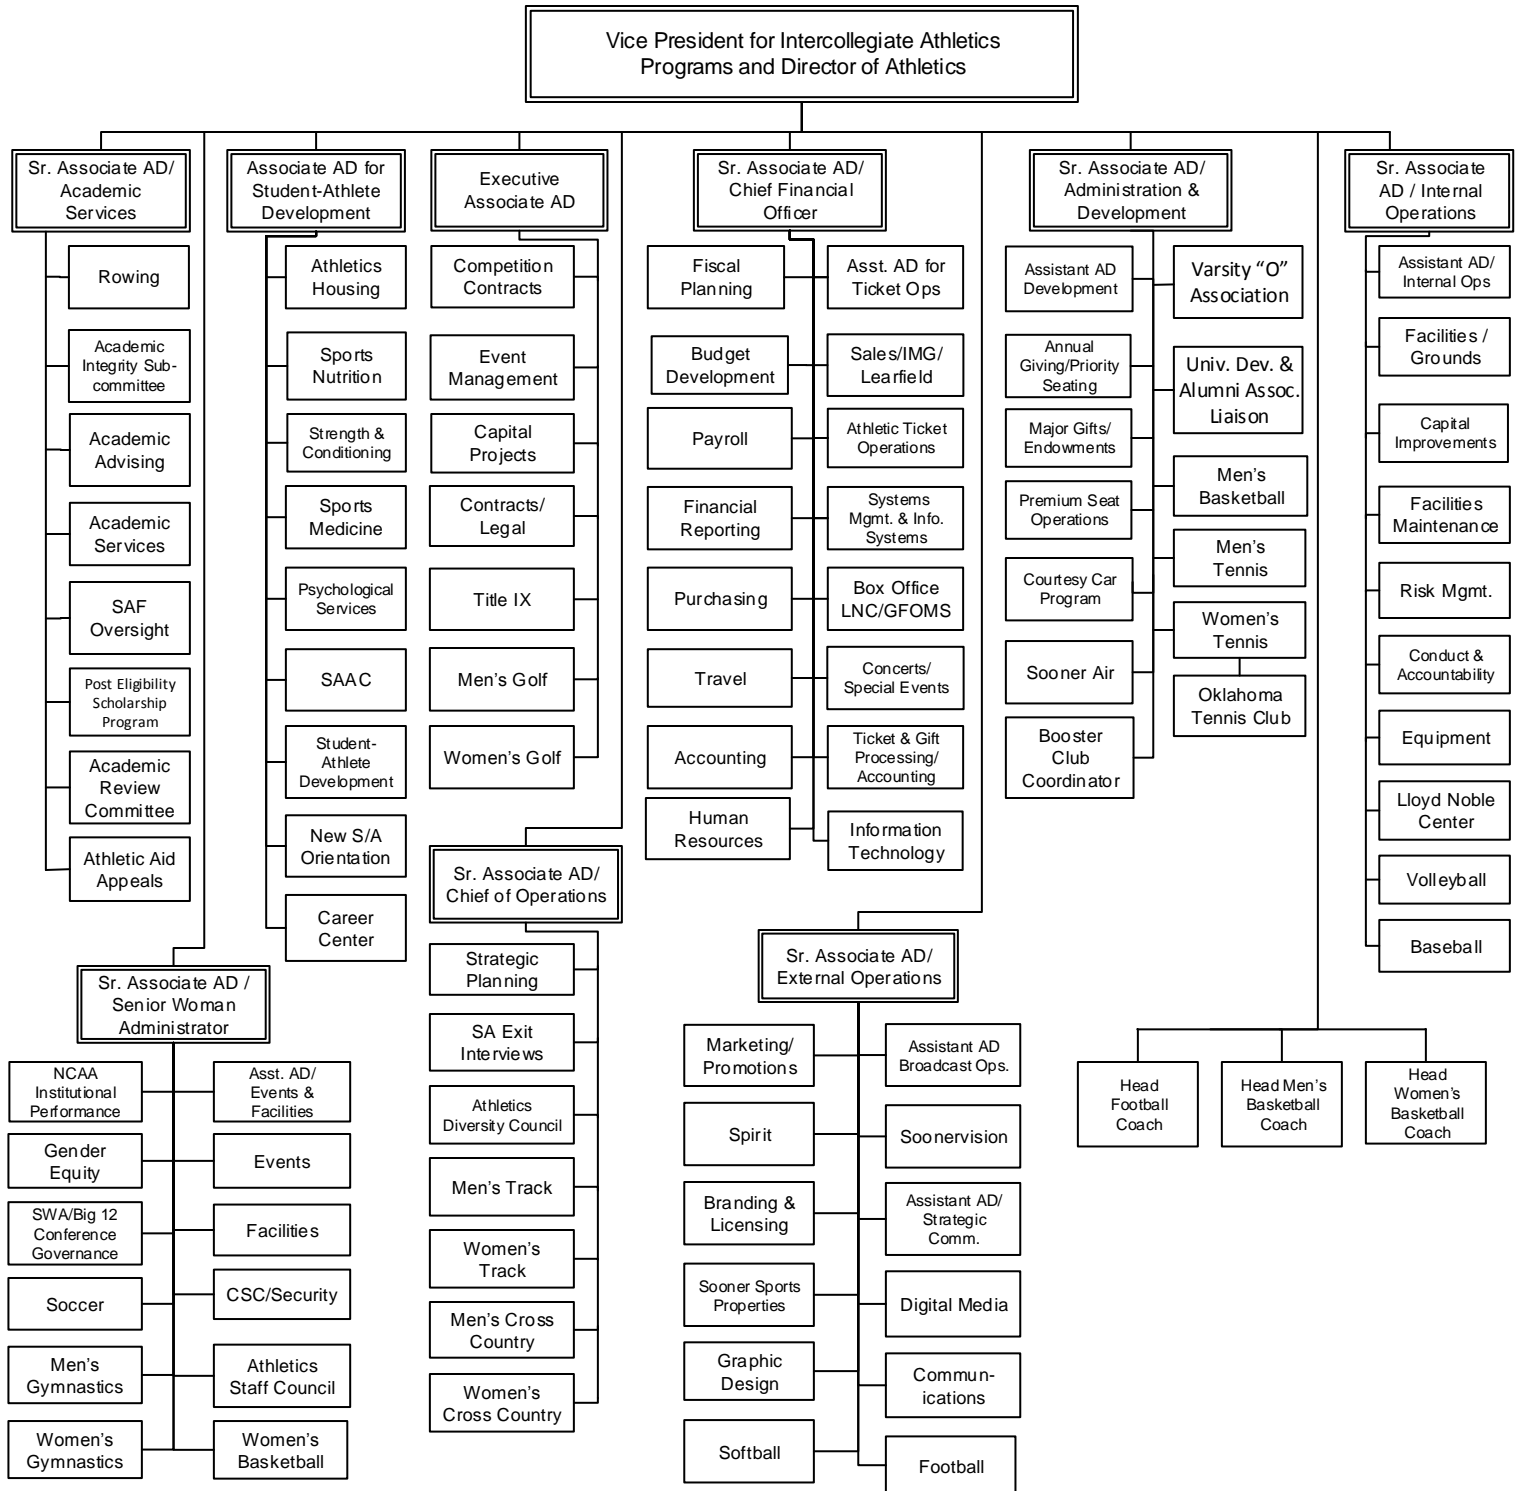 Vice President for Intercollegiate Athletics
Programs and Director of Athletics
Sr. Associate AD/
Academic
Services
Rowing
Academic
Integrity Sub-
committee
Academic
Advising
Academic
Services
SAF
Oversight
Post Eligibility
Scholarship
Program
Academic
Review
Committee
Athletic Aid
Appeals
Associate AD for
Student-Athlete
Development
Athletics
Housing
Sports
Nutrition
Strength &
Conditioning
Sports
Medicine
Psychological
Services
SAAC
Student-
Athlete
Development
New S/A
Orientation
Career
Center
Executive
Associate AD
Competition
Contracts
Event
Management
Capital
Projects
Contracts/
Legal
Title IX
Men's Golf
Women's Golf
Sr. Associate AD/
Chief Financial
Officer
Fiscal
Planning
Asst. AD for
Ticket Ops
Budget
Development
Sales/IMG/
Learfield
Payroll
Athletic Ticket
Operations
Financial
Reporting
Systems
Mgmt. & Info.
Systems
Purchasing
Box Office
LNC/GFOMS
Travel
Concerts/
Special Events
Accounting
Ticket & Gift
Processing/
Accounting
Human
Resources
Information
Technology
Sr. Associate AD/
Administration &
Development
Assistant AD
Development
Varsity “O”
Association
Annual
Giving/Priority
Seating
Univ. Dev. &
Alumni Assoc.
Liaison
Major Gifts/
Endowments
Men's
Basketball
Premium Seat
Operations
Men's
Tennis
Courtesy Car
Program
Women's
Tennis
Sooner Air
Oklahoma
Tennis Club
Booster
Club
Coordinator
Sr. Associate
AD / Internal
Operations
Assistant AD/
Internal Ops
Facilities /
Grounds
Capital
Improvements
Facilities
Maintenance
Risk Mgmt.
Conduct &
Accountability
Equipment
Lloyd Noble
Center
Volleyball
Baseball
Sr. Associate AD /
Senior Woman
Administrator
NCAA
Institutional
Performance
Asst. AD/
Events &
Facilities
Gender
Equity
Events
SWA/Big 12
Conference
Governance
Facilities
Soccer
CSC/Security
Men's
Gymnastics
Athletics
Staff Council
Women's
Gymnastics
Women's
Basketball
Sr. Associate AD/
Chief of Operations
Strategic
Planning
SA Exit
Interviews
Athletics
Diversity Council
Men's Track
Women's
Track
Men's Cross
Country
Women's
Cross Country
Sr. Associate AD/
External Operations
Marketing/
Promotions
Assistant AD
Broadcast Ops.
Spirit
Soonervision
Branding &
Licensing
Assistant AD/
Strategic
Comm.
Sooner Sports
Properties
Digital Media
Graphic
Design
Commun-
ications
Softball
Football
Head
Football
Coach
Head Men's
Basketball
Coach
Head
Women's
Basketball
Coach